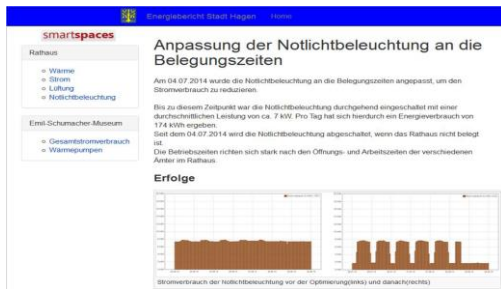 Energiebericht Stadt Hagen Home
smartspaces
Rathaus
Wärme
Strom
Lüftung
Notlichtbeleuchtung
Emil-Schumacher-Museum
Gesamtstromverbrauch
Wärmepumpen
Anpassung der Notlichtbeleuchtung an die
Belegungszeiten
Am 04.07.2014 wurde die Notlichtbeleuchtung an die Belegungszeiten angepasst, um den
Stromverbrauch zu reduzieren.
Bis zu diesem Zeitpunkt war die Notlichtbeleuchtung durchgehend eingeschaltet mit einer
durchschnittlichen Leistung von ca. 7 kW. Pro Tag hat sich hierdurch ein Energieverbrauch von
174 kWh ergeben.
Seit dem 04.07.2014 wird die Notlichtbeleuchtung abgeschaltet, wenn das Rathaus nicht belegt
ist.
Die Betriebszeiten richten sich stark nach den Öffnungs- und Arbeitszeiten der verschiedenen
Ämter im Rathaus.
Erfolge
Stromverbrauch der Notlichtbeleuchtung vor der Optimierung(links) und danach(rechts)